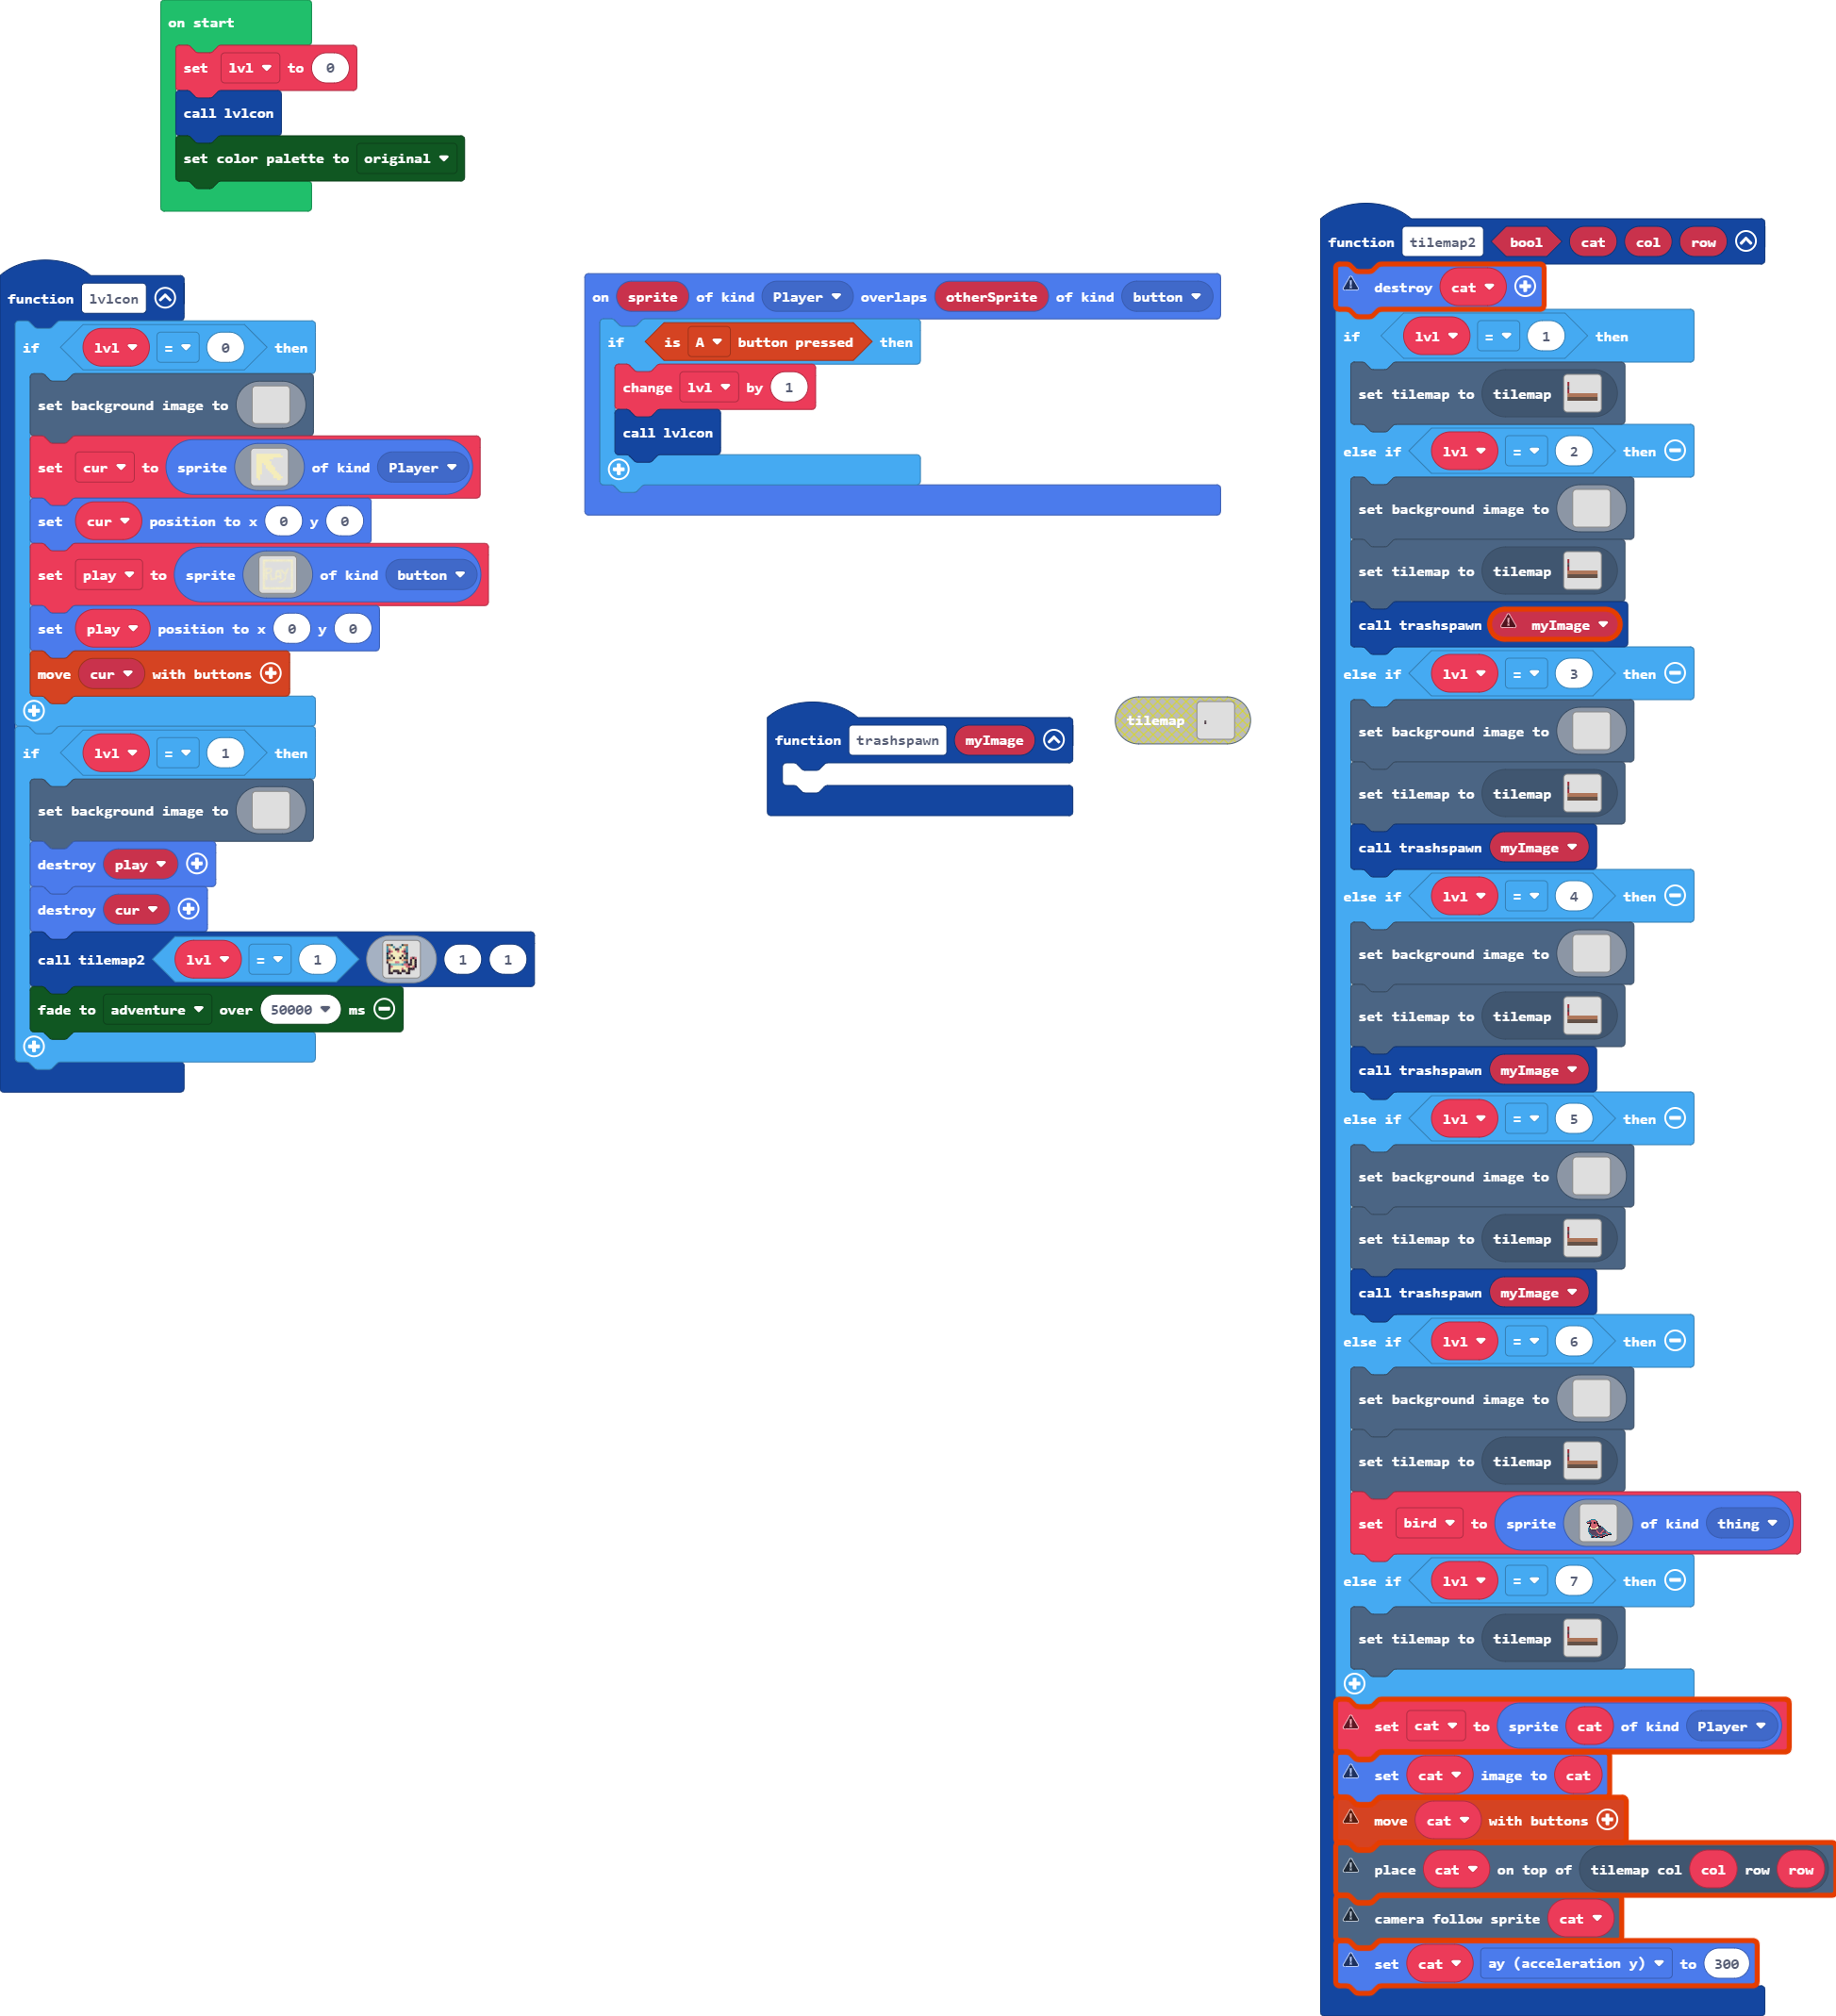 on start
set lvl to 0
call lvlcon
set color palette to original
function lvlcon
if lvl = 0 then
set background image to
set cur to sprite of kind Player
set cur position to x 0 y 0
set play to sprite Play of kind button
set play position to x 0 y 0
move cur with buttons
if lvl = 1 then
set background image to
destroy play
destroy cur
call tilemap2 lvl = 1 1 1
fade to adventure over 50000 ms
on sprite of kind Player overlaps otherSprite of kind button
if is A button pressed then
change lvl by 1
call lvlcon
function trashspawn myImage
tilemap
function tilemap2 bool cat col row
destroy cat
if lvl = 1 then
set tilemap to tilemap
else if lvl = 2 then
set background image to
set tilemap to tilemap
call trashspawn myImage
else if lvl = 3 then
set background image to
set tilemap to tilemap
call trashspawn myImage
else if lvl = 4 then
set background image to
set tilemap to tilemap
call trashspawn myImage
else if lvl = 5 then
set background image to
set tilemap to tilemap
call trashspawn myImage
else if lvl = 6 then
set background image to
set tilemap to tilemap
set bird to sprite of kind thing
else if lvl = 7 then
set tilemap to tilemap
set cat to sprite cat of kind Player
set cat image to cat
move cat with buttons
place cat on top of tilemap col col row row
camera follow sprite cat
set cat ay (acceleration y) to 300